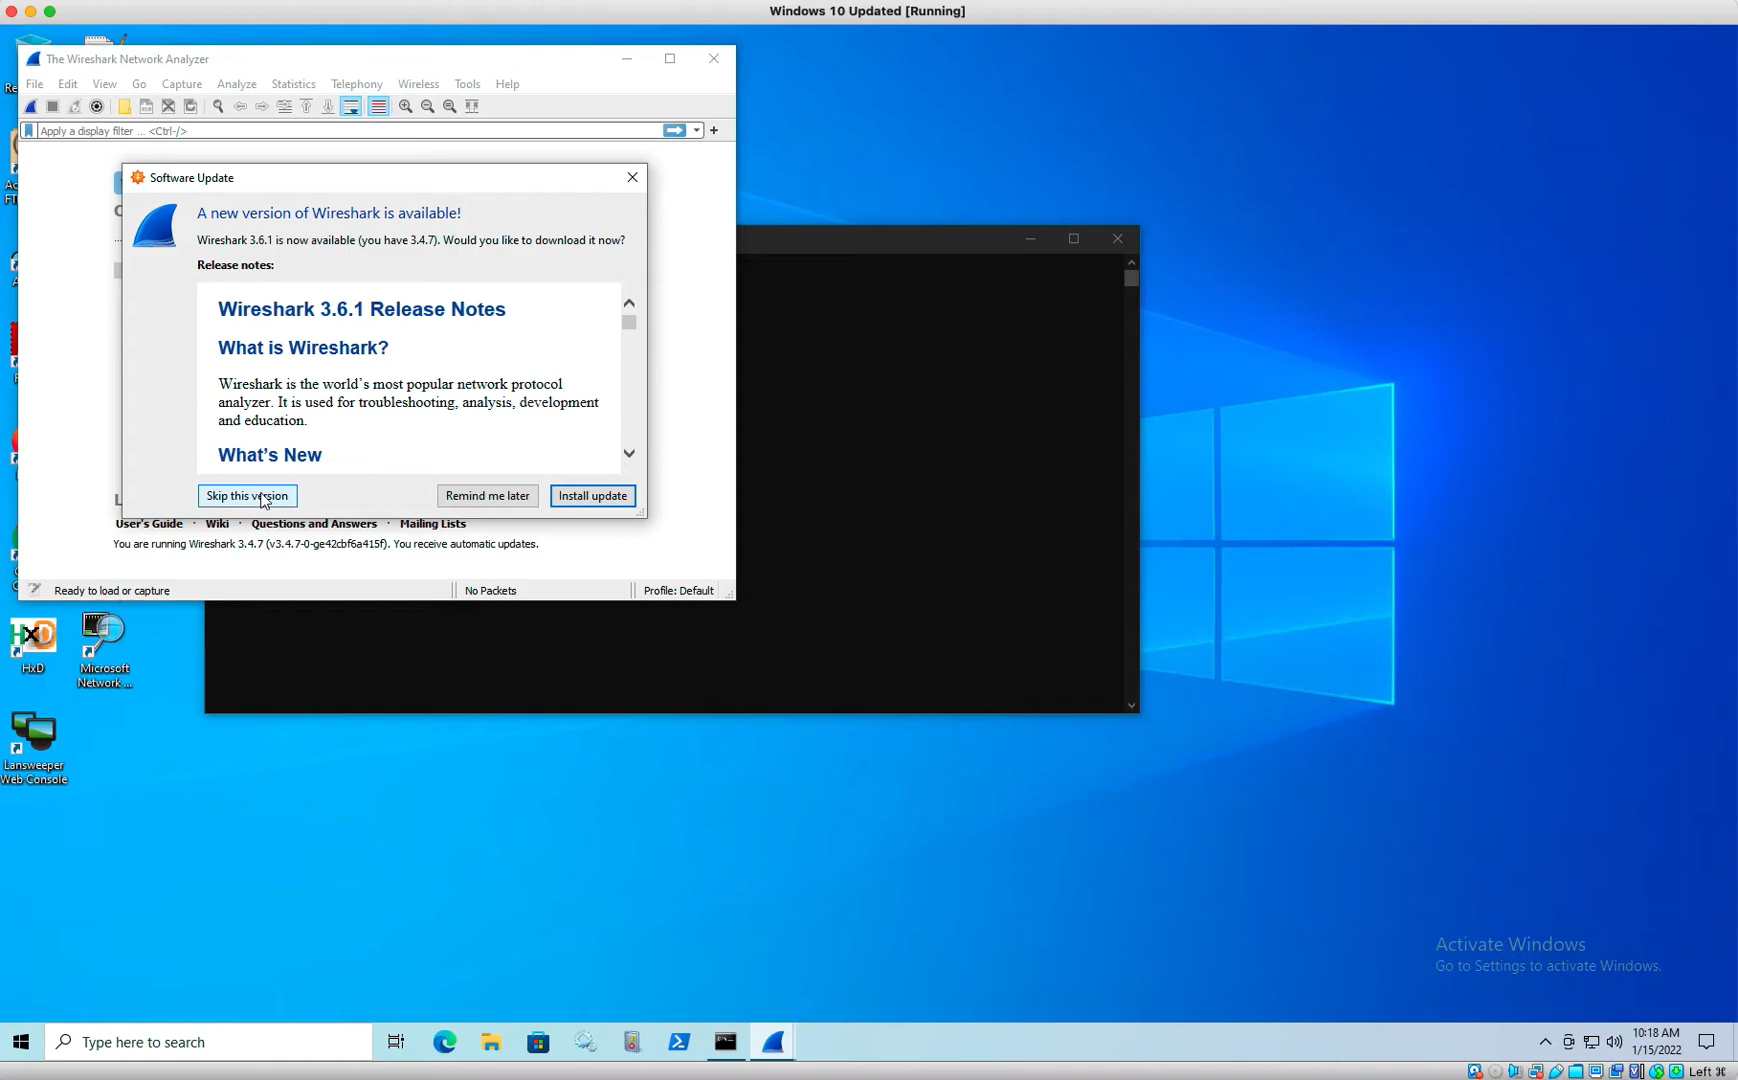 Windows 10 Updated [Running]
The Wireshark Network Analyzer
File Edit View Go Capture Analyze Statistics Telephony Wireless Tools Help
Apply a display filter ... <Ctrl-/>
Software Update
A new version of Wireshark is available!
Wireshark 3.6.1 is now available (you have 3.4.7). Would you like to download it now?
Release notes:
Wireshark 3.6.1 Release Notes
What is Wireshark?
Wireshark is the world’s most popular network protocol
analyzer. It is used for troubleshooting, analysis, development
and education.
What’s New
Skip this version Remind me later Install update
User's Guide · Wiki · Questions and Answers · Mailing Lists
You are running Wireshark 3.4.7 (v3.4.7-0-ge42cbf6a415f). You receive automatic updates.
Ready to load or capture No Packets Profile: Default
HxD
Microsoft
Network ...
Lansweeper
Web Console
Activate Windows
Go to Settings to activate Windows.
Type here to search
10:18 AM
1/15/2022
Left ⌘